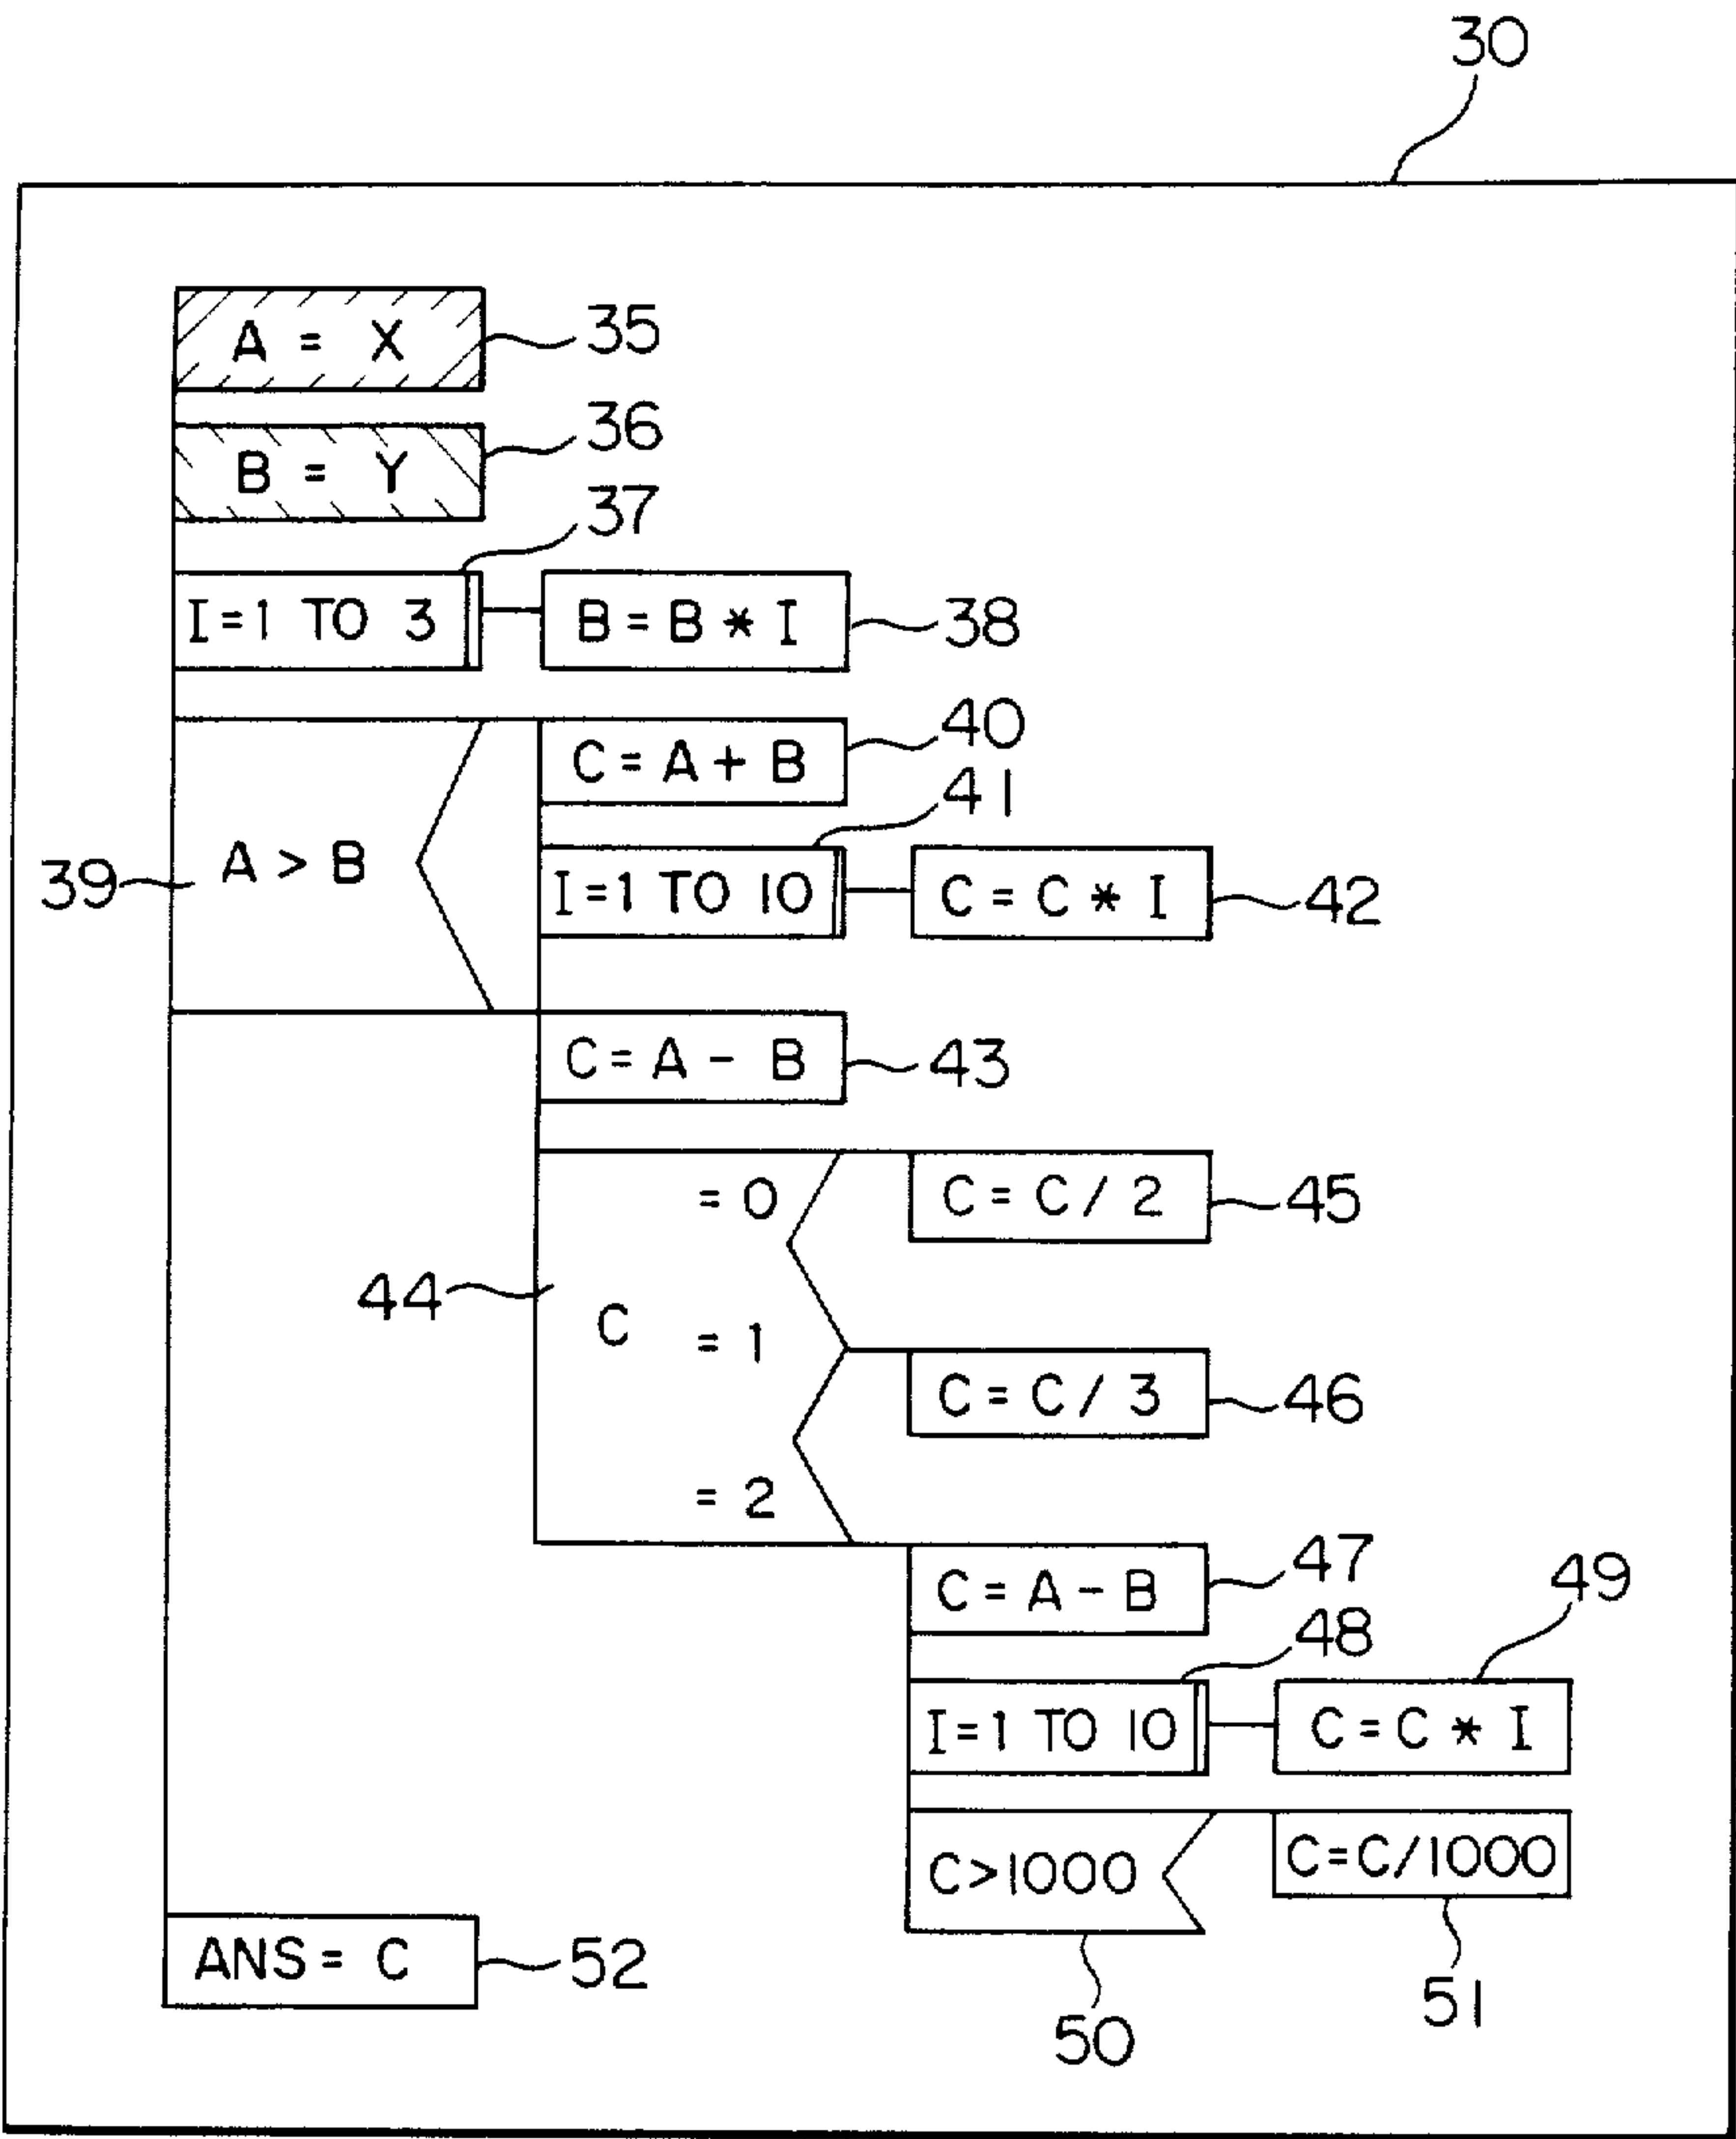 30
A = X
35
B = Y
36
37
I=1 TO 3
B = B * I
38
C = A + B
40
41
39
A > B
I=1 TO 10
C = C * I
42
C = A - B
43
= 0
C = C / 2
45
44
C
= 1
C = C / 3
46
= 2
47
C = A - B
49
48
I=1 TO 10
C = C * I
C>1000
C=C/1000
ANS = C
52
51
50